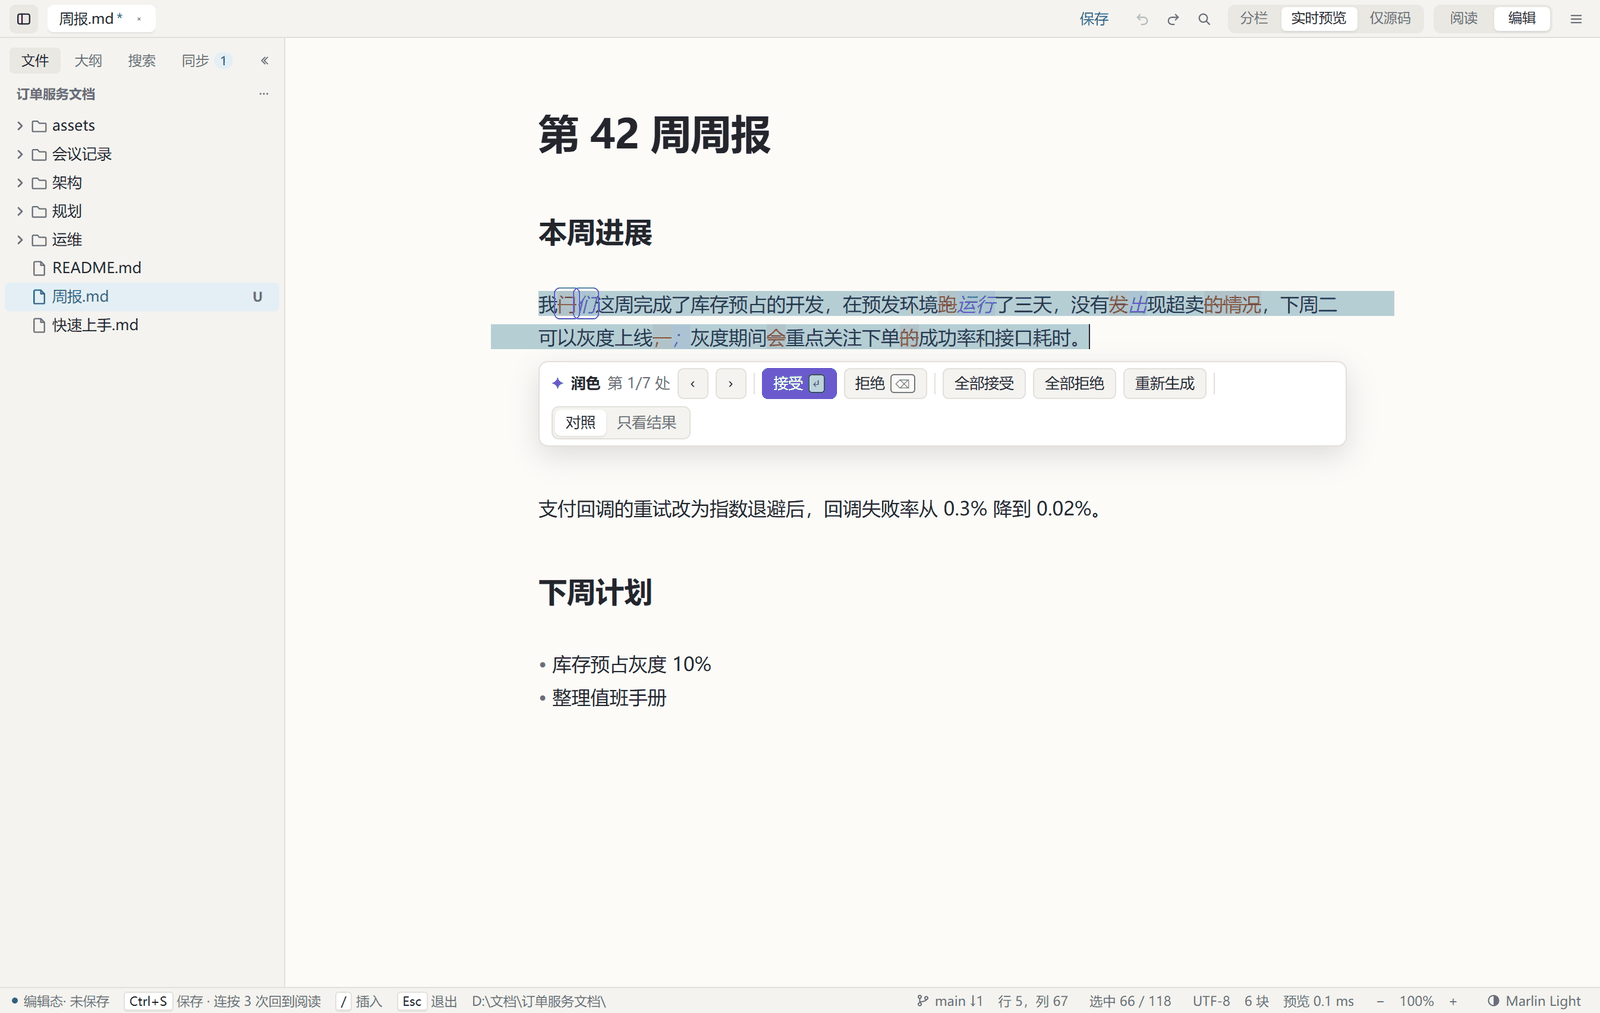 周报.md *
保存
分栏 实时预览 仅源码
阅读 编辑
文件 大纲 搜索 同步 1
订单服务文档
assets
会议记录
架构
规划
运维
README.md
周报.md U
快速上手.md
第 42 周周报
本周进展
我门们这周完成了库存预占的开发，在预发环境跑运行了三天，没有发出现超卖的情况，下周二
可以灰度上线，；灰度期间会重点关注下单的成功率和接口耗时。
润色 第 1/7 处 ‹ › 接受 ↵ 拒绝 ⌫ 全部接受 全部拒绝 重新生成
对照 只看结果
支付回调的重试改为指数退避后，回调失败率从 0.3% 降到 0.02%。
下周计划
• 库存预占灰度 10%
• 整理值班手册
编辑态· 未保存 Ctrl+S 保存 · 连按 3 次回到阅读 / 插入 Esc 退出 D:\文档\订单服务文档\ main ↓1 行 5，列 67 选中 66 / 118 UTF-8 6 块 预览 0.1 ms − 100% + Marlin Light